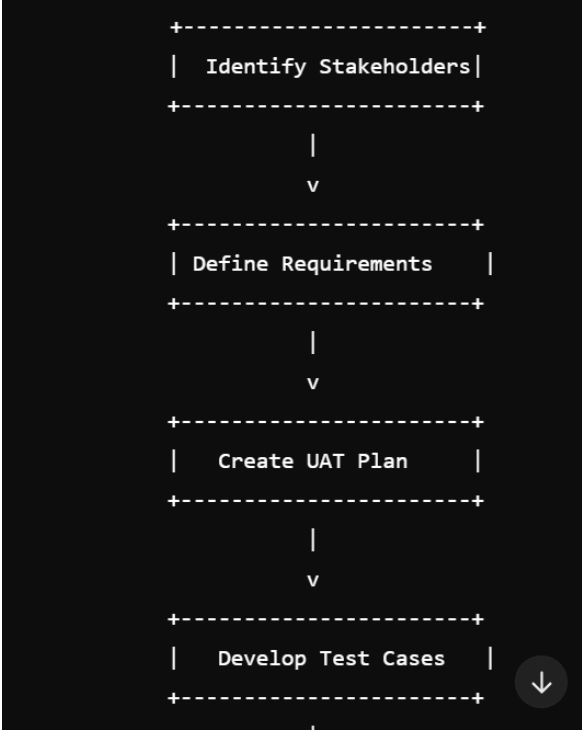 +-----------------------+
|  Identify Stakeholders|
+-----------------------+
           |
           v
+-----------------------+
| Define Requirements    |
+-----------------------+
           |
           v
+-----------------------+
|   Create UAT Plan     |
+-----------------------+
           |
           v
+-----------------------+
|   Develop Test Cases   |
+-----------------------+
           |